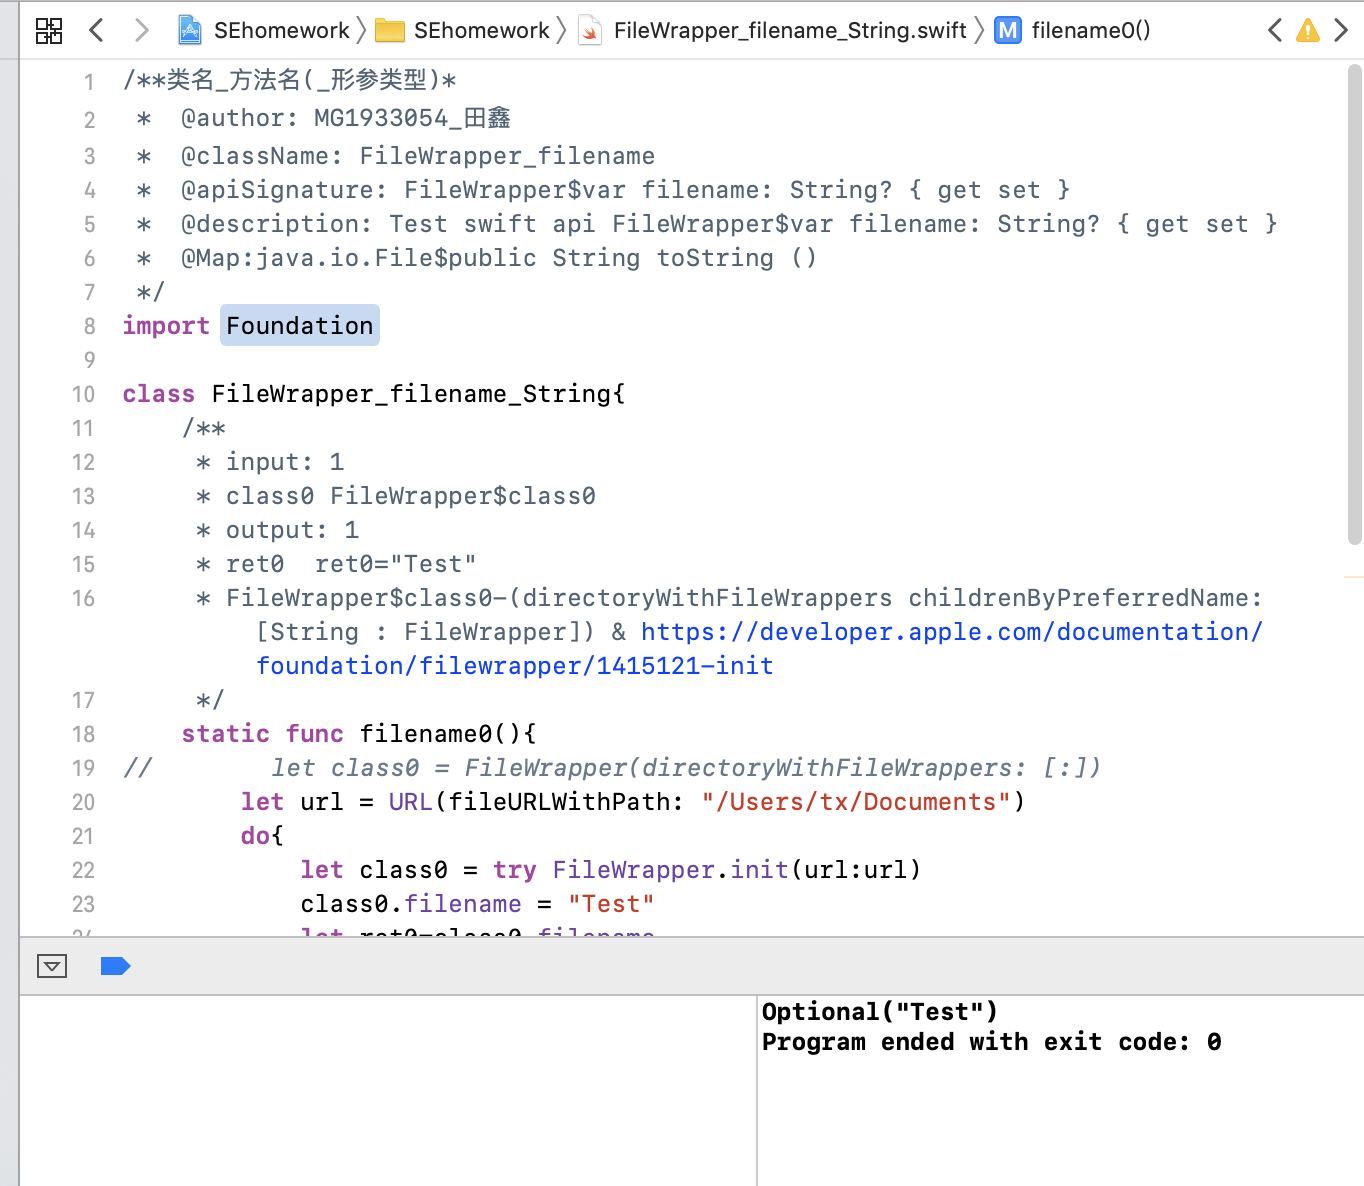 SEhomework SEhomework FileWrapper_filename_String.swift M filename0()
1 /**类名_方法名(_形参类型)*
2 * @author: MG1933054_田鑫
3 * @className: FileWrapper_filename
4 * @apiSignature: FileWrapper$var filename: String? { get set }
5 * @description: Test swift api FileWrapper$var filename: String? { get set }
6 * @Map:java.io.File$public String toString ()
7 */
8 import Foundation
9
10 class FileWrapper_filename_String{
11 /**
12 * input: 1
13 * class0 FileWrapper$class0
14 * output: 1
15 * ret0  ret0="Test"
16 * FileWrapper$class0-(directoryWithFileWrappers childrenByPreferredName:
[String : FileWrapper]) & https://developer.apple.com/documentation/
foundation/filewrapper/1415121-init
17 */
18 static func filename0(){
19 // let class0 = FileWrapper(directoryWithFileWrappers: [:])
20 let url = URL(fileURLWithPath: "/Users/tx/Documents")
21 do{
22 let class0 = try FileWrapper.init(url:url)
23 class0.filename = "Test"
24 let ret0=class0.filename
Optional("Test")
Program ended with exit code: 0